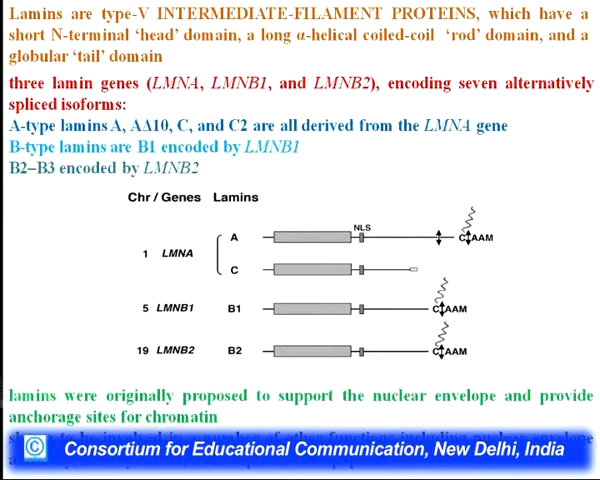 Lamins are type-V INTERMEDIATE-FILAMENT PROTEINS, which have a
short N-terminal ‘head’ domain, a long α-helical coiled-coil ‘rod’ domain, and a
globular ‘tail’ domain
three lamin genes (LMNA, LMNB1, and LMNB2), encoding seven alternatively
spliced isoforms:
A-type lamins A, AΔ10, C, and C2 are all derived from the LMNA gene
B-type lamins are B1 encoded by LMNB1
B2–B3 encoded by LMNB2
Chr / Genes Lamins
NLS
A CAAM
1 LMNA
C
5 LMNB1 B1 CAAM
19 LMNB2 B2 CAAM
lamins were originally proposed to support the nuclear envelope and provide
anchorage sites for chromatin
© Consortium for Educational Communication, New Delhi, India